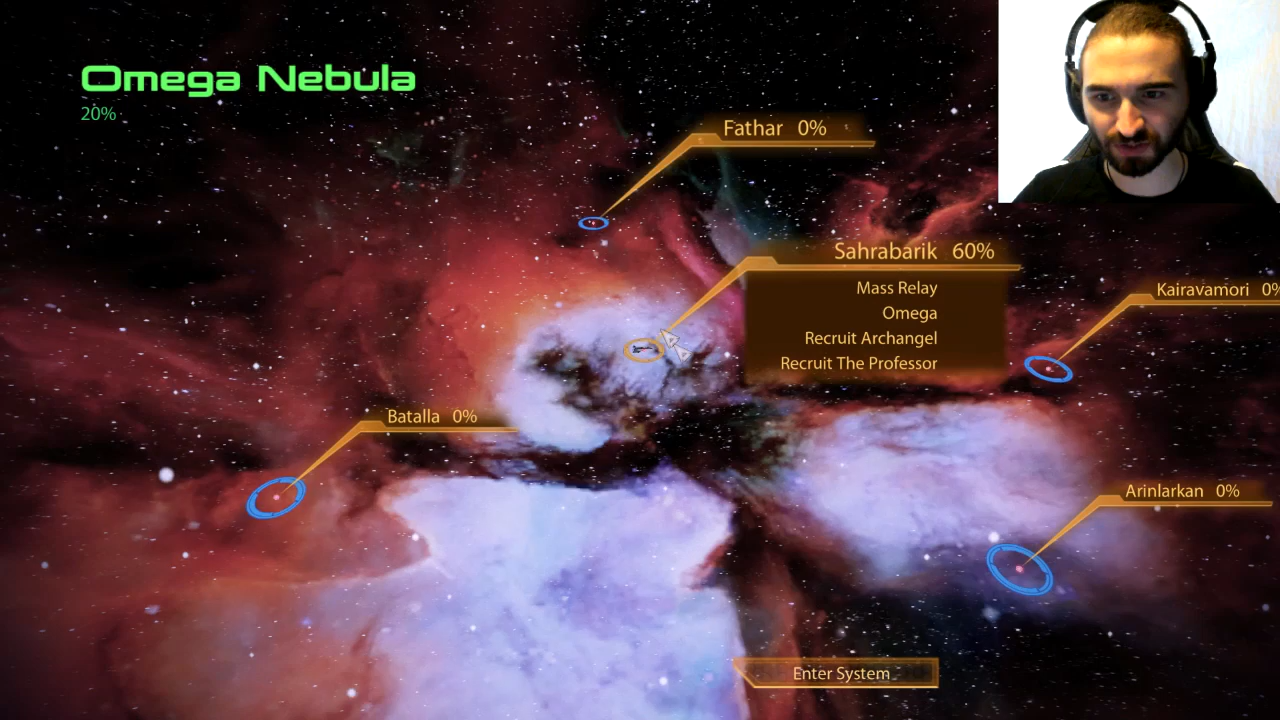 Omega Nebula
20%
Fathar 0%
Sahrabarik 60%
Mass Relay
Omega
Recruit Archangel
Recruit The Professor
Kairavamori 0%
Batalla 0%
Arinlarkan 0%
Enter System